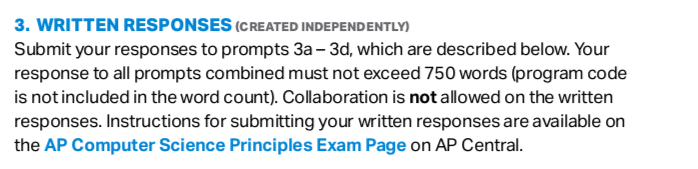 3. WRITTEN RESPONSES (CREATED INDEPENDENTLY)
Submit your responses to prompts 3a – 3d, which are described below. Your
response to all prompts combined must not exceed 750 words (program code
is not included in the word count). Collaboration is not allowed on the written
responses. Instructions for submitting your written responses are available on
the AP Computer Science Principles Exam Page on AP Central.